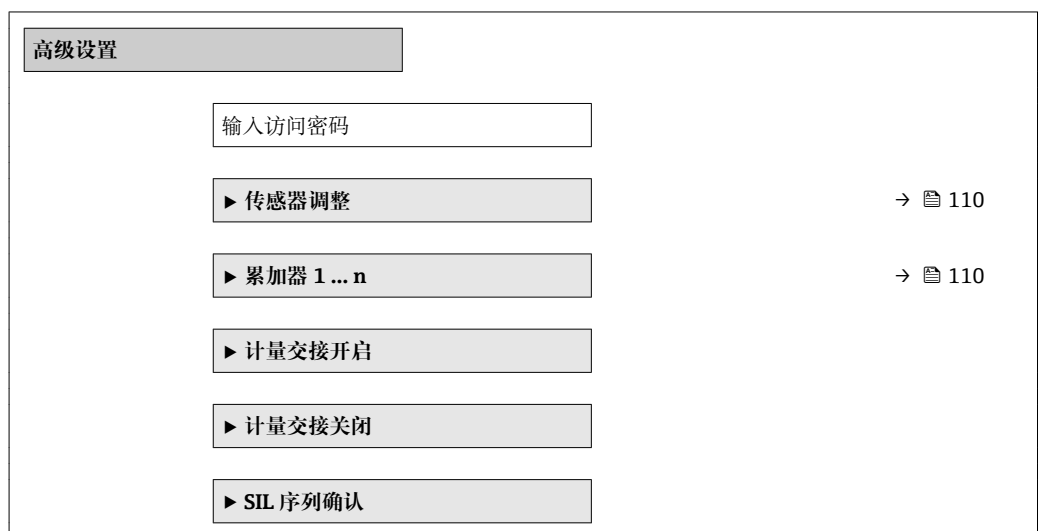 高级设置
输入访问密码
▶ 传感器调整 → 110
▶ 累加器 1 ... n → 110
▶ 计量交接开启
▶ 计量交接关闭
▶ SIL 序列确认